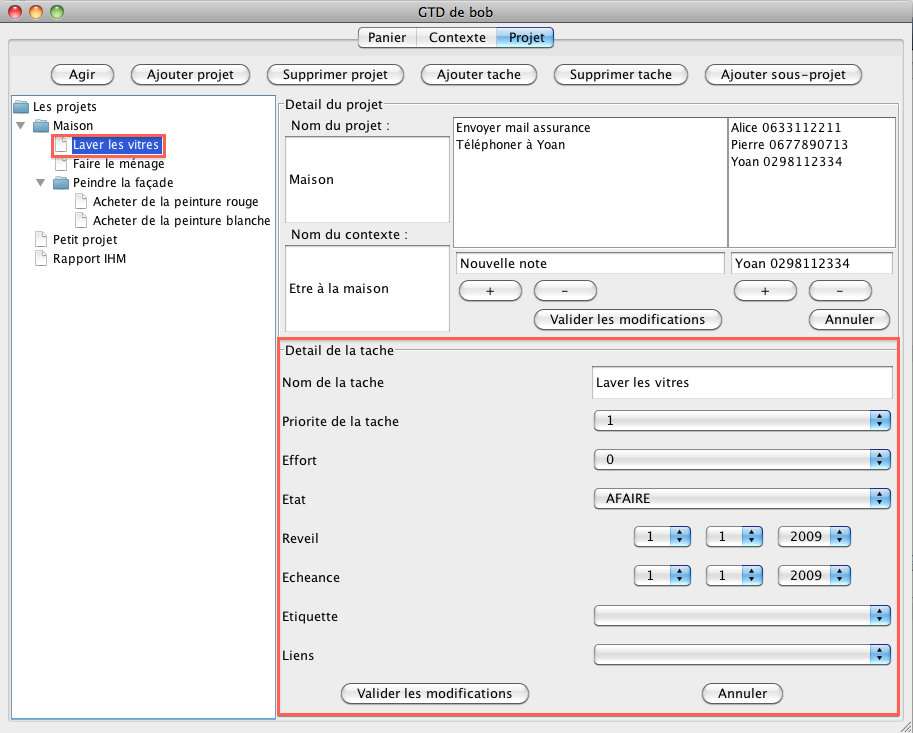 GTD de bob
Panier Contexte Projet
Agir Ajouter projet Supprimer projet Ajouter tache Supprimer tache Ajouter sous-projet
Les projets
Maison
Laver les vitres
Faire le ménage
Peindre la façade
Acheter de la peinture rouge
Acheter de la peinture blanche
Petit projet
Rapport IHM
Detail du projet
Nom du projet :
Maison
Nom du contexte :
Etre à la maison
Envoyer mail assurance
Téléphoner à Yoan
Nouvelle note
+ -
Alice 0633112211
Pierre 0677890713
Yoan 0298112334
Yoan 0298112334
+ -
Valider les modifications Annuler
Detail de la tache
Nom de la tache Laver les vitres
Priorite de la tache 1
Effort 0
Etat AFAIRE
Reveil 1 1 2009
Echeance 1 1 2009
Etiquette
Liens
Valider les modifications Annuler